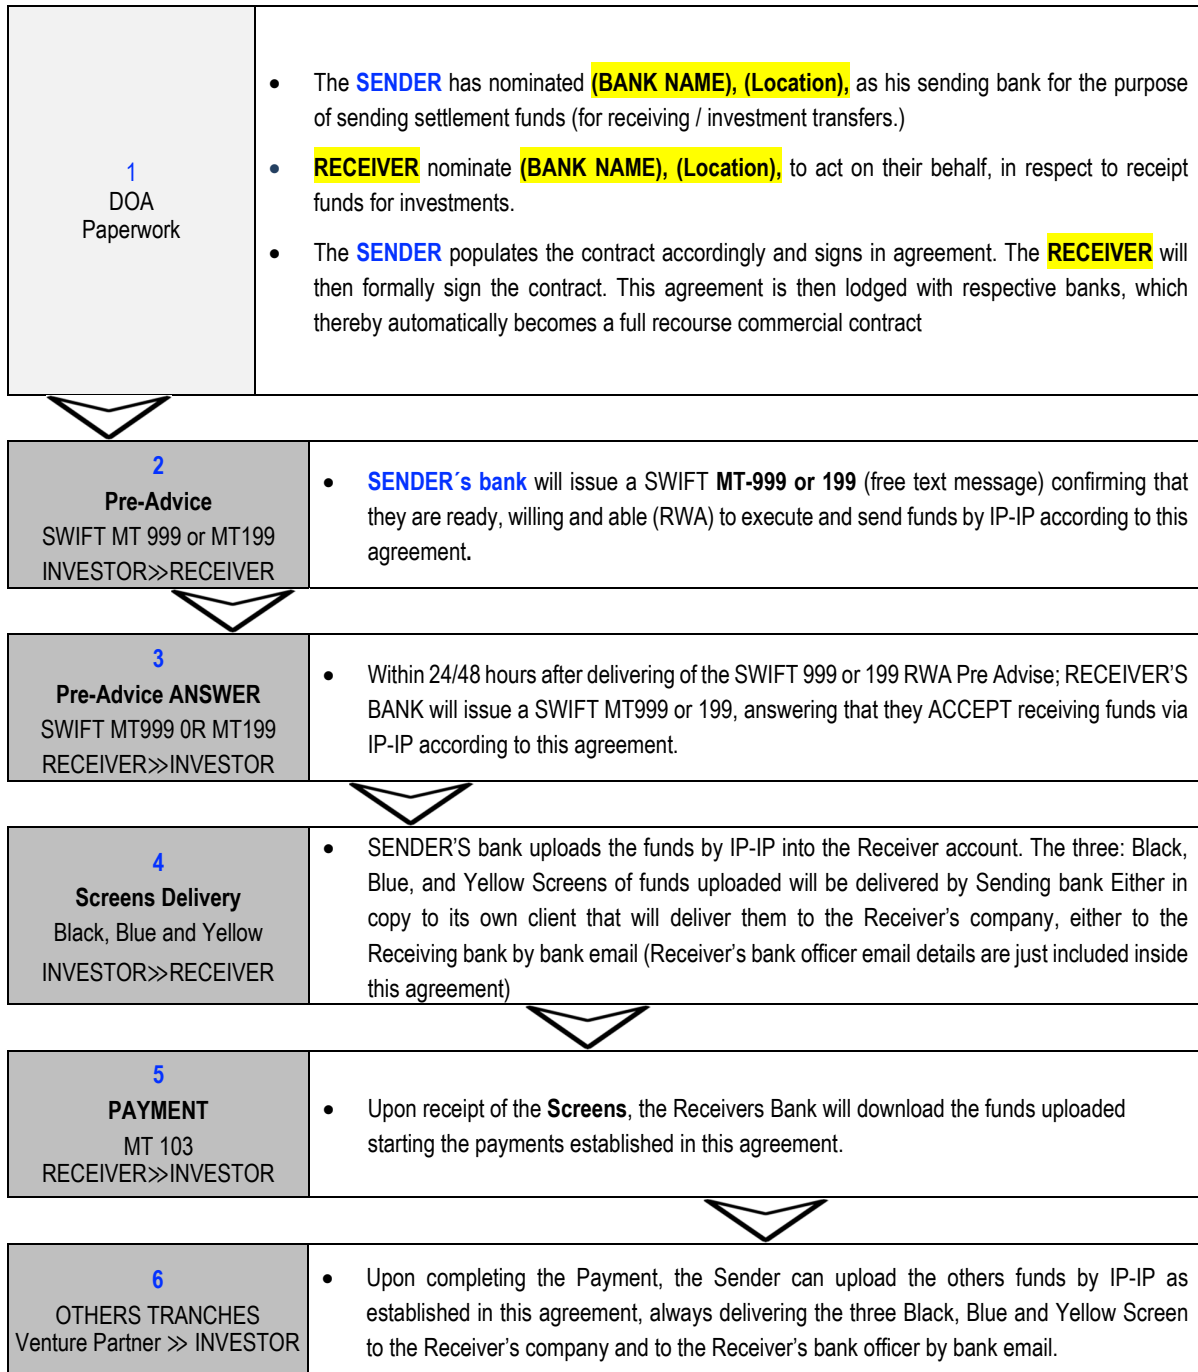 1
DOA
Paperwork
• The SENDER has nominated (BANK NAME), (Location), as his sending bank for the purpose
of sending settlement funds (for receiving / investment transfers.)
• RECEIVER nominate (BANK NAME), (Location), to act on their behalf, in respect to receipt
funds for investments.
• The SENDER populates the contract accordingly and signs in agreement. The RECEIVER will
then formally sign the contract. This agreement is then lodged with respective banks, which
thereby automatically becomes a full recourse commercial contract
2
Pre-Advice
SWIFT MT 999 or MT199
INVESTOR≫RECEIVER
• SENDER´s bank will issue a SWIFT MT-999 or 199 (free text message) confirming that
they are ready, willing and able (RWA) to execute and send funds by IP-IP according to this
agreement.
3
Pre-Advice ANSWER
SWIFT MT999 0R MT199
RECEIVER≫INVESTOR
• Within 24/48 hours after delivering of the SWIFT 999 or 199 RWA Pre Advise; RECEIVER'S
BANK will issue a SWIFT MT999 or 199, answering that they ACCEPT receiving funds via
IP-IP according to this agreement.
4
Screens Delivery
Black, Blue and Yellow
INVESTOR≫RECEIVER
• SENDER'S bank uploads the funds by IP-IP into the Receiver account. The three: Black,
Blue, and Yellow Screens of funds uploaded will be delivered by Sending bank Either in
copy to its own client that will deliver them to the Receiver's company, either to the
Receiving bank by bank email (Receiver's bank officer email details are just included inside
this agreement)
5
PAYMENT
MT 103
RECEIVER≫INVESTOR
• Upon receipt of the Screens, the Receivers Bank will download the funds uploaded
starting the payments established in this agreement.
6
OTHERS TRANCHES
Venture Partner ≫ INVESTOR
• Upon completing the Payment, the Sender can upload the others funds by IP-IP as
established in this agreement, always delivering the three Black, Blue and Yellow Screen
to the Receiver's company and to the Receiver's bank officer by bank email.